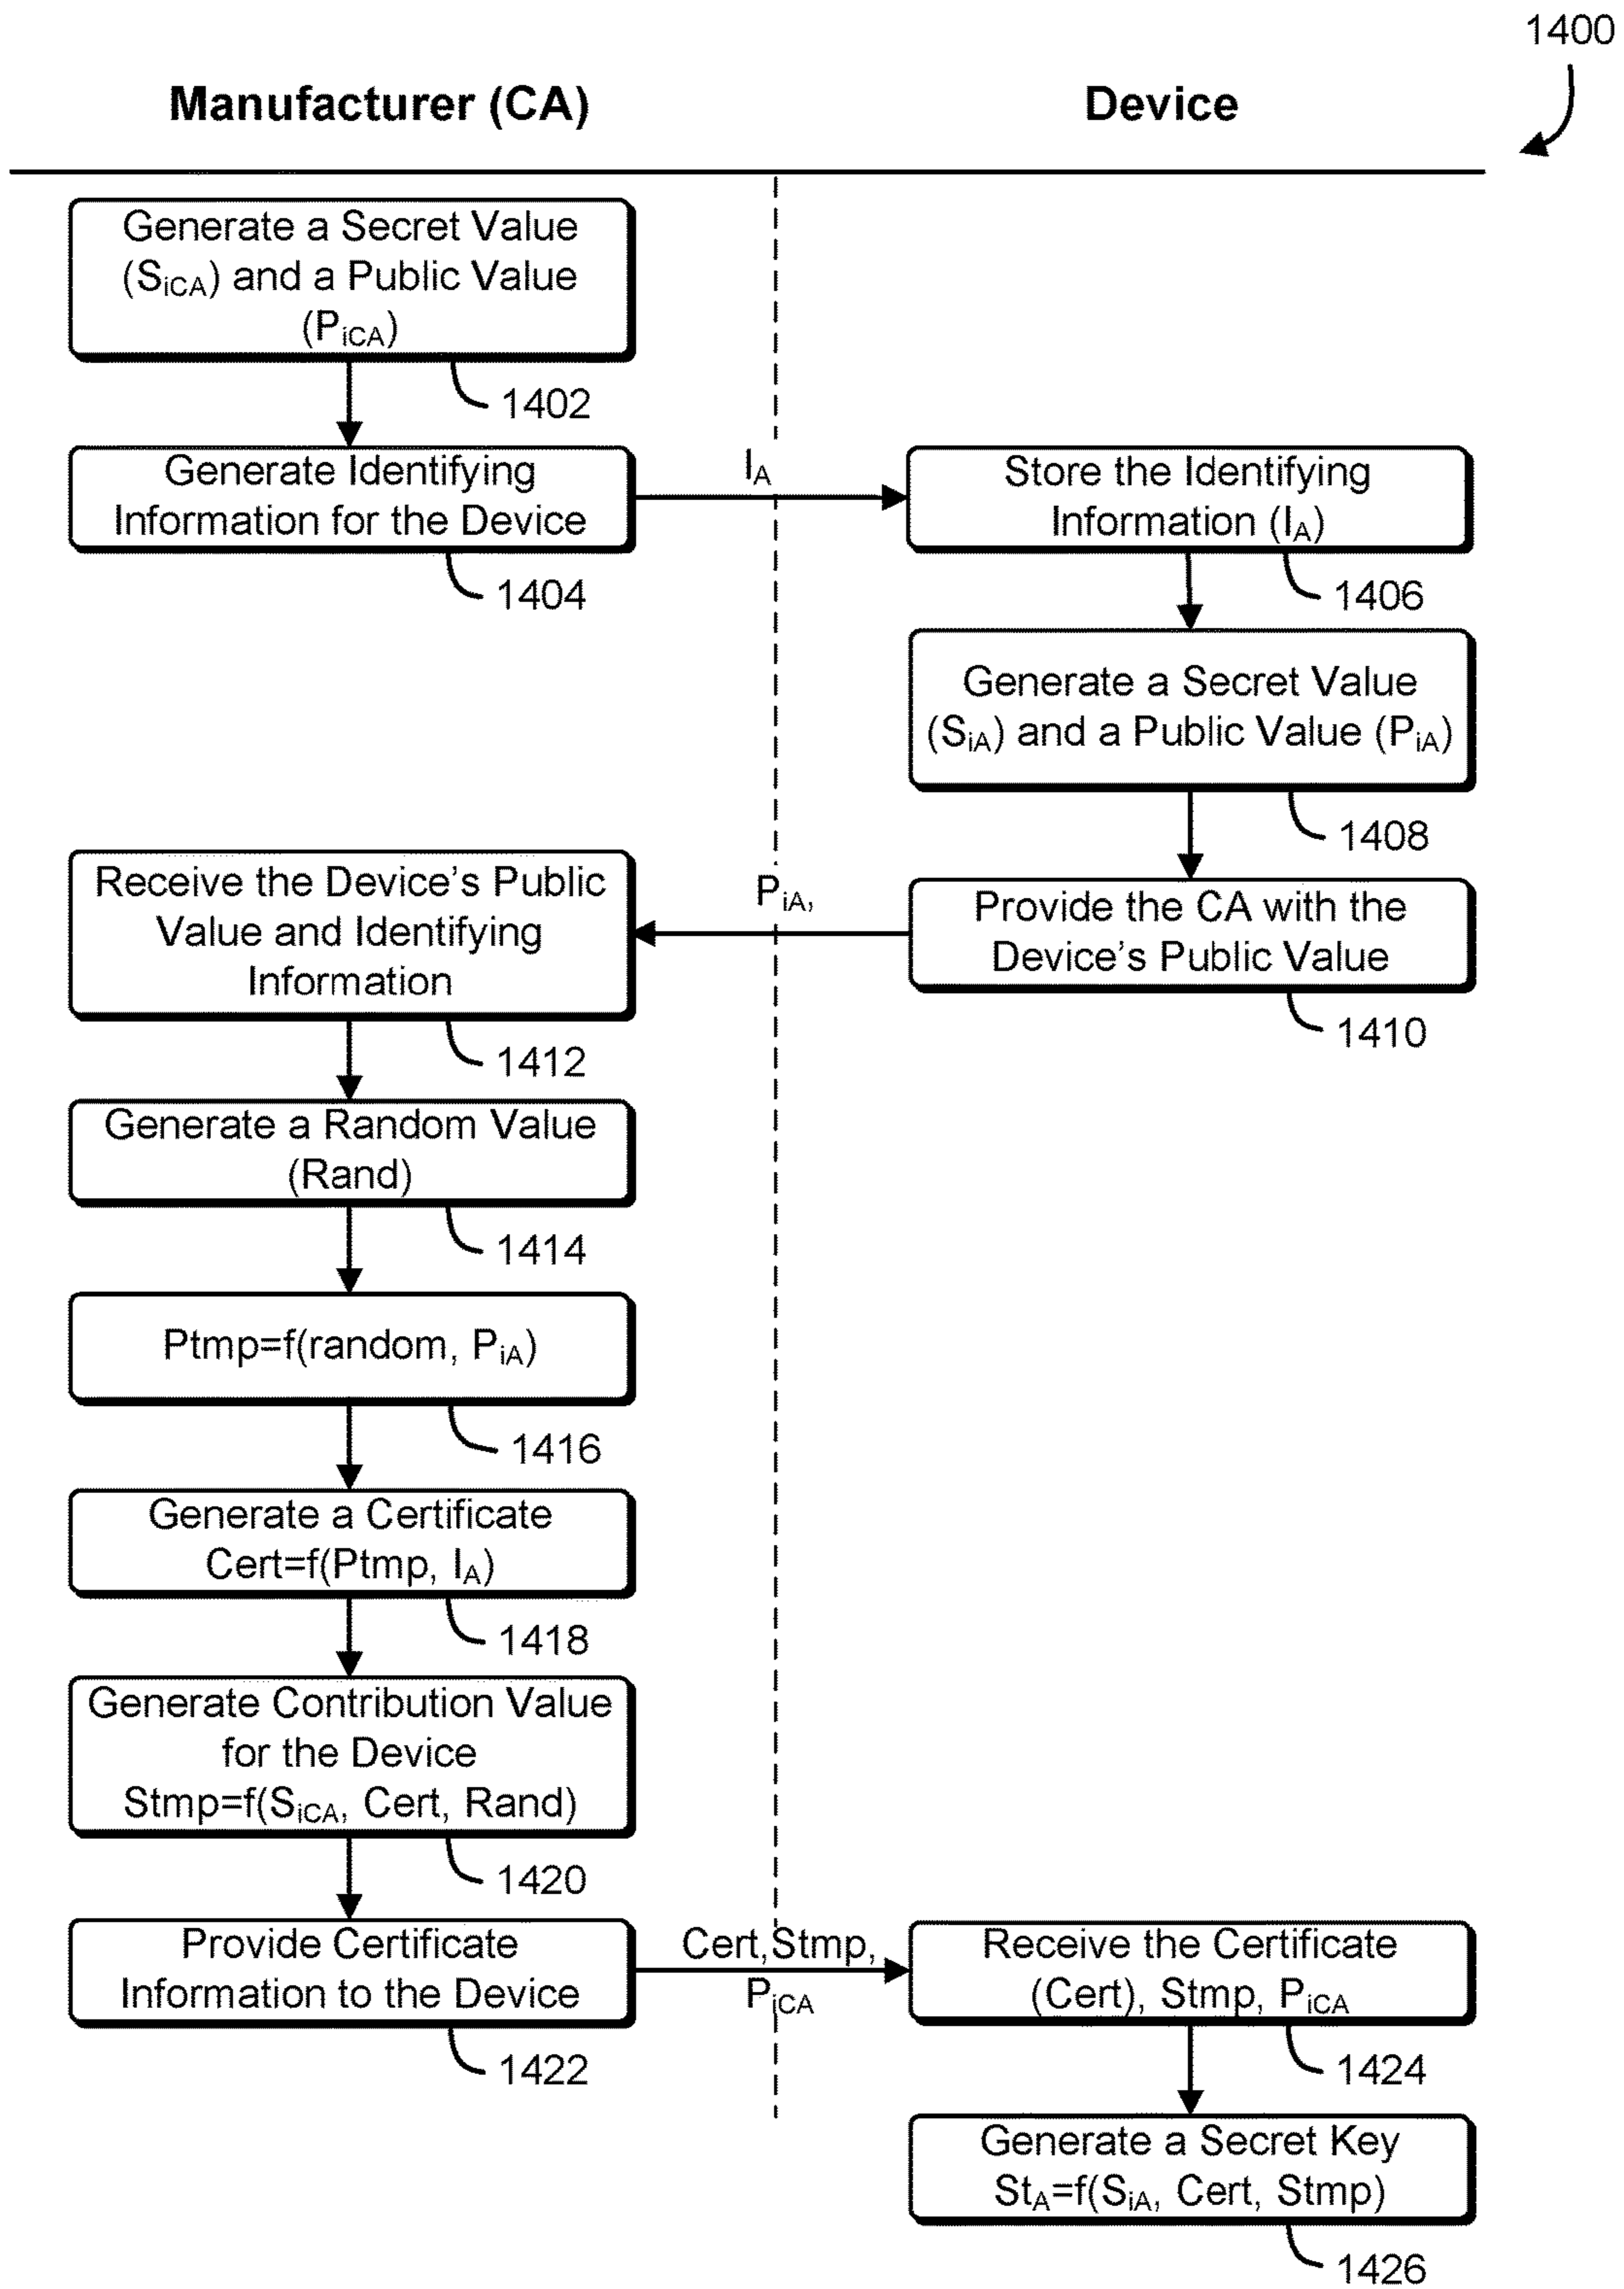 1400
Manufacturer (CA)
Device
Generate a Secret Value
(SiCA) and a Public Value
(PiCA)
1402
Generate Identifying
Information for the Device
1404
IA
Store the Identifying
Information (IA)
1406
Generate a Secret Value
(SiA) and a Public Value (PiA)
1408
Provide the CA with the
Device's Public Value
1410
PiA,
Receive the Device's Public
Value and Identifying
Information
1412
Generate a Random Value
(Rand)
1414
Ptmp=f(random, PiA)
1416
Generate a Certificate
Cert=f(Ptmp, IA)
1418
Generate Contribution Value
for the Device
Stmp=f(SiCA, Cert, Rand)
1420
Provide Certificate
Information to the Device
1422
Cert,Stmp,
PiCA
Receive the Certificate
(Cert), Stmp, PiCA
1424
Generate a Secret Key
StA=f(SiA, Cert, Stmp)
1426